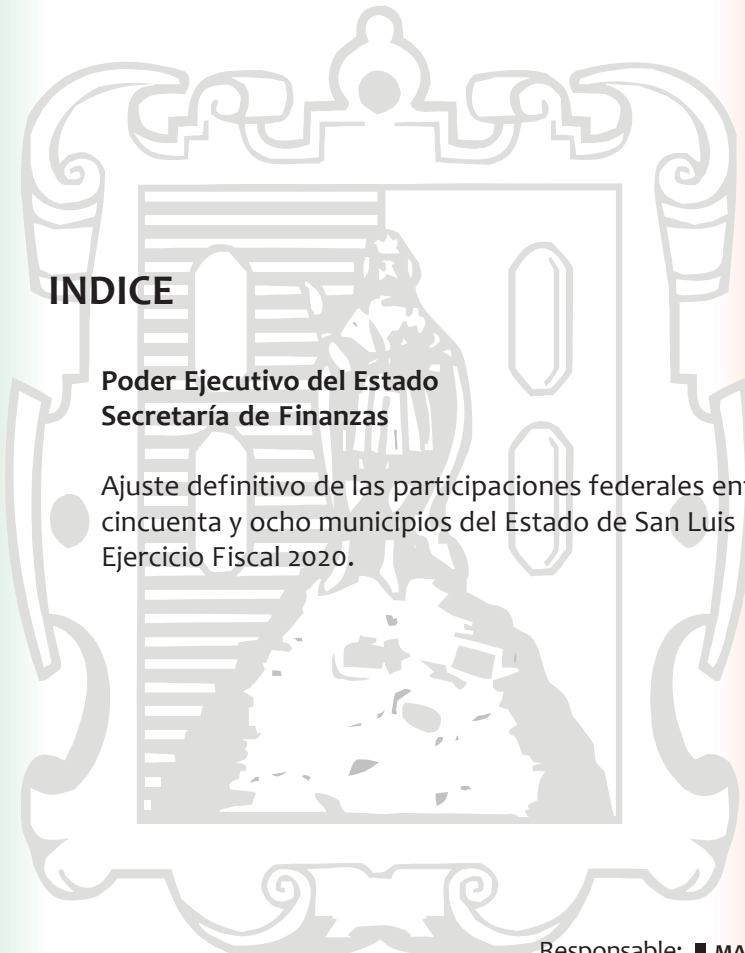 INDICE
Poder Ejecutivo del Estado
Secretaría de Finanzas
Ajuste definitivo de las participaciones federales
cincuenta y ocho municipios del Estado de San Luis
Ejercicio Fiscal 2020.
Responsable: